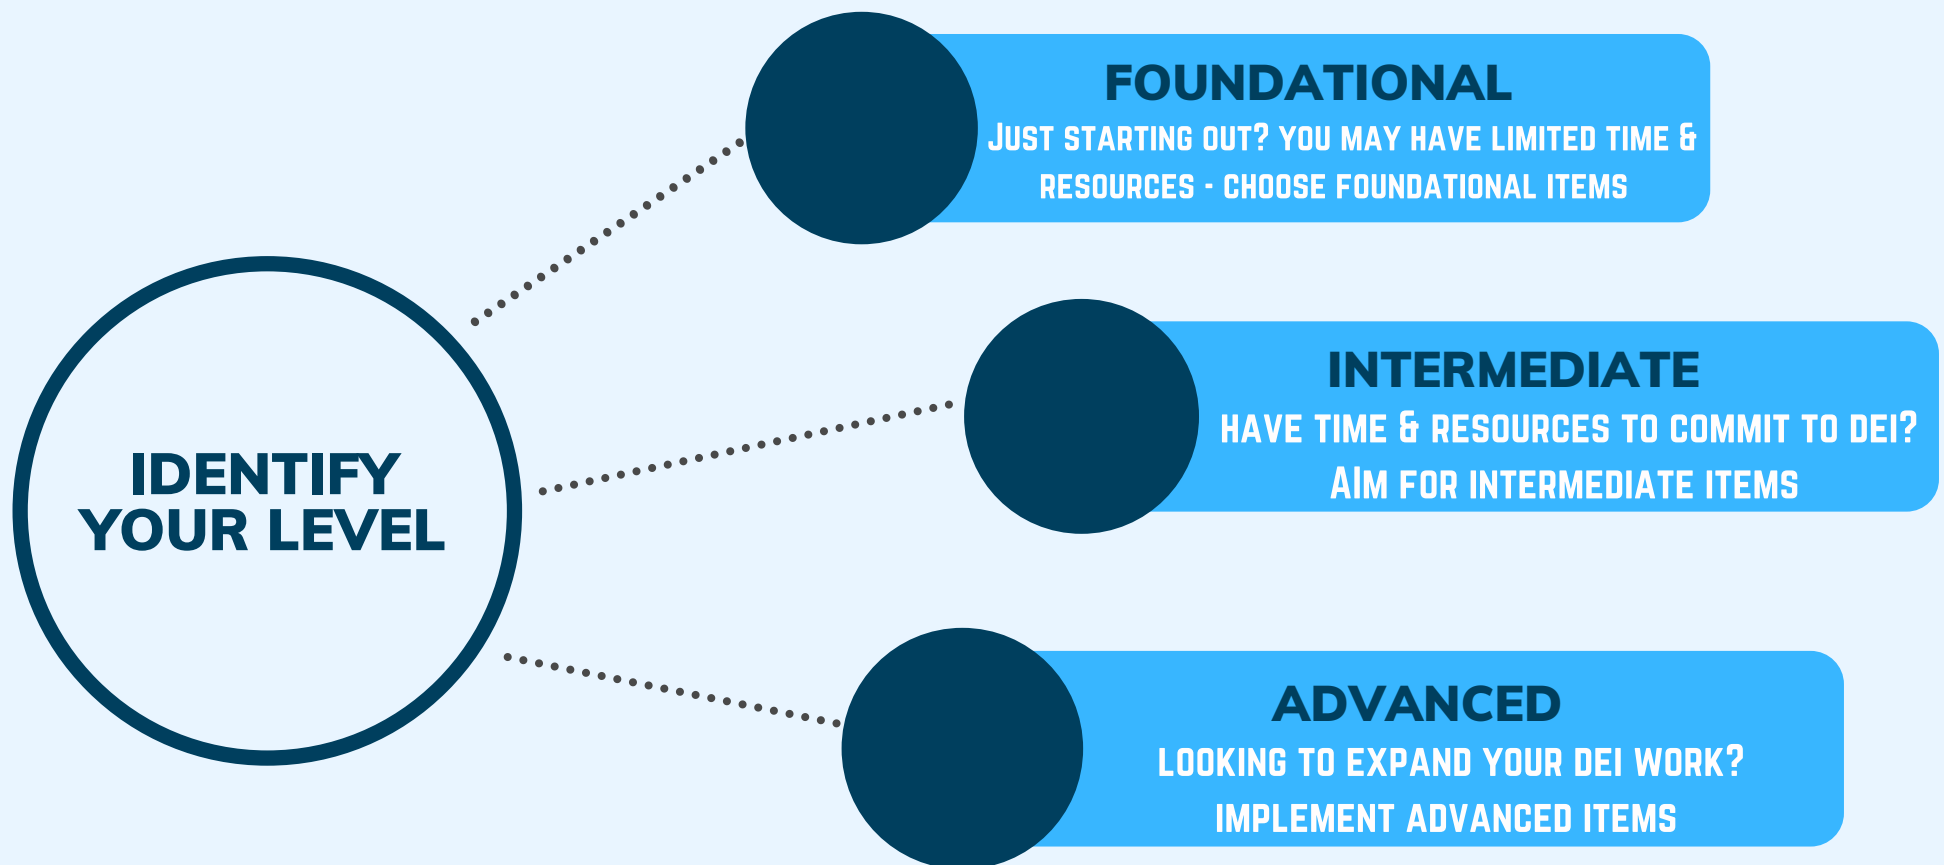 IDENTIFY
YOUR LEVEL
FOUNDATIONAL
JUST STARTING OUT? YOU MAY HAVE LIMITED TIME &
RESOURCES - CHOOSE FOUNDATIONAL ITEMS
INTERMEDIATE
HAVE TIME & RESOURCES TO COMMIT TO DEI?
AIM FOR INTERMEDIATE ITEMS
ADVANCED
LOOKING TO EXPAND YOUR DEI WORK?
IMPLEMENT ADVANCED ITEMS